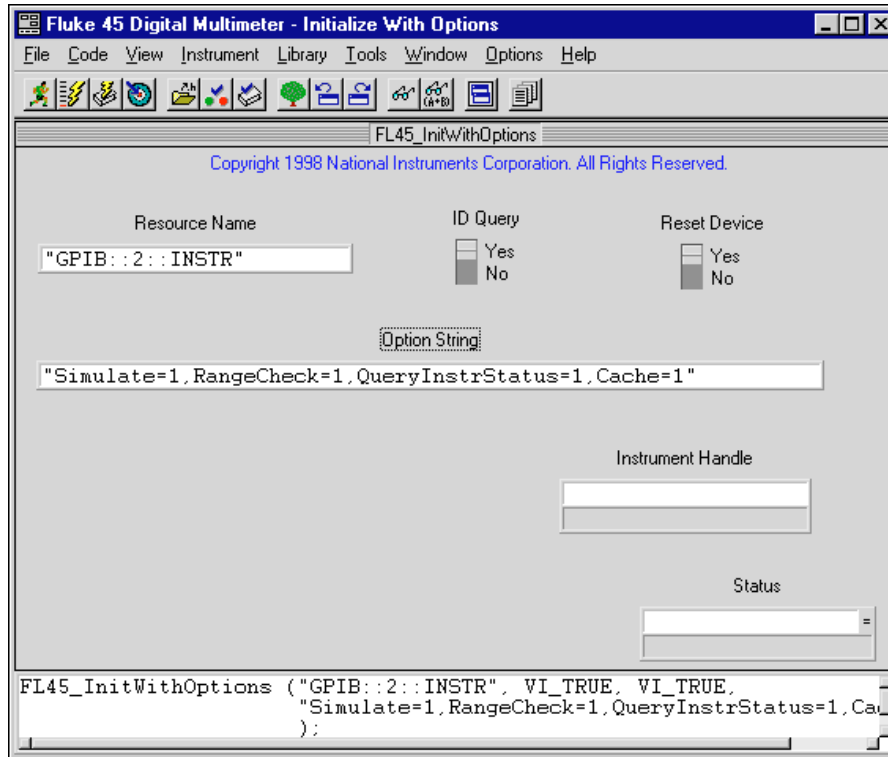 Fluke 45 Digital Multimeter - Initialize With Options
File Code View Instrument Library Tools Window Options Help
FL45_InitWithOptions
Copyright 1998 National Instruments Corporation. All Rights Reserved.
Resource Name
"GPIB::2::INSTR"
ID Query
Yes
No
Reset Device
Yes
No
Option String
"Simulate=1,RangeCheck=1,QueryInstrStatus=1,Cache=1"
Instrument Handle
Status
=
FL45_InitWithOptions ("GPIB::2::INSTR", VI_TRUE, VI_TRUE,
"Simulate=1,RangeCheck=1,QueryInstrStatus=1,Ca
);